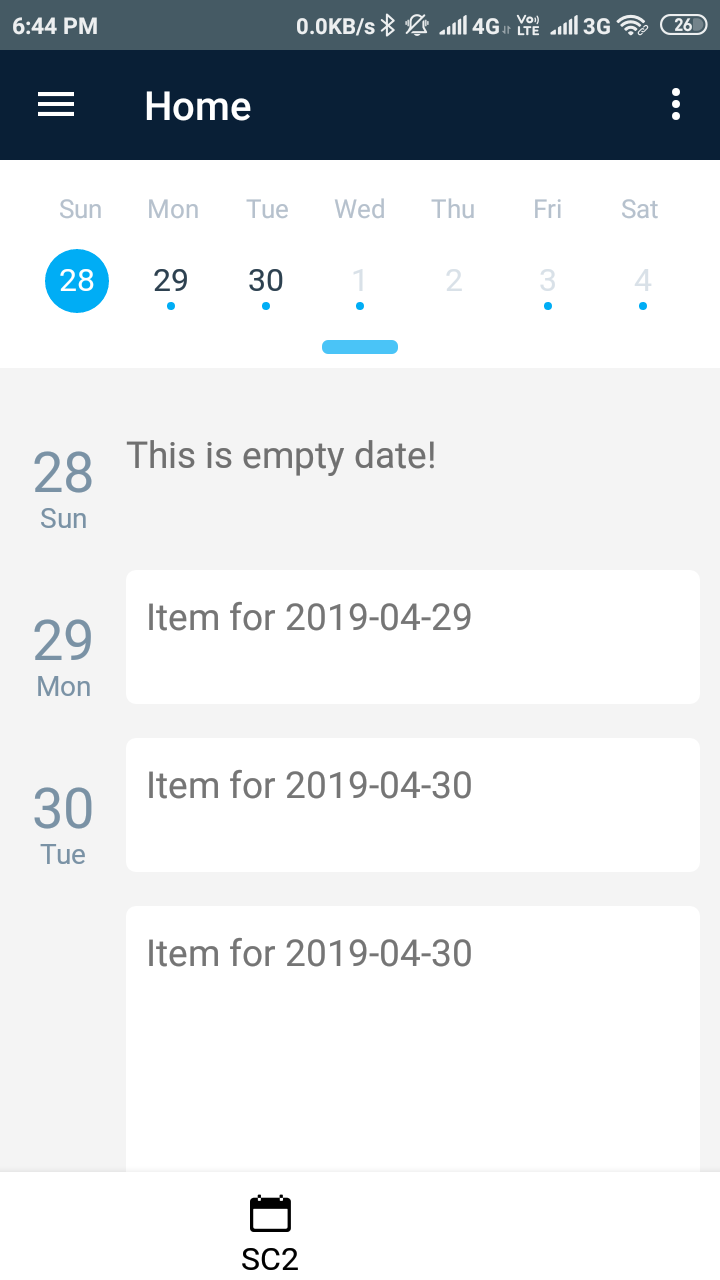 6:44 PM 0.0KB/s 4G VoLTE 3G 26
Home
Sun Mon Tue Wed Thu Fri Sat
28 29 30 1 2 3 4
28 This is empty date!
Sun
Item for 2019-04-29
29
Mon
Item for 2019-04-30
30
Tue
Item for 2019-04-30
SC2